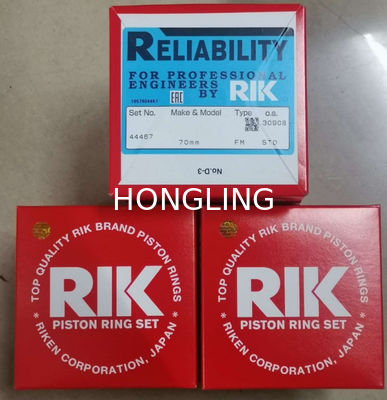 RELIABILITY
FOR PROFESSIONAL
ENGINEERS
BY RIK
EAC
Set No. Make & Model Type o.s.
30908
44467 70mm FM STD
No.D-3
HONGLING
TOP QUALITY RIK BRAND PISTON RINGS
RIK
PISTON RING SET
RIKEN CORPORATION, JAPAN
TOP QUALITY RIK BRAND PISTON RINGS
RIK
PISTON RING SET
RIKEN CORPORATION, JAPAN